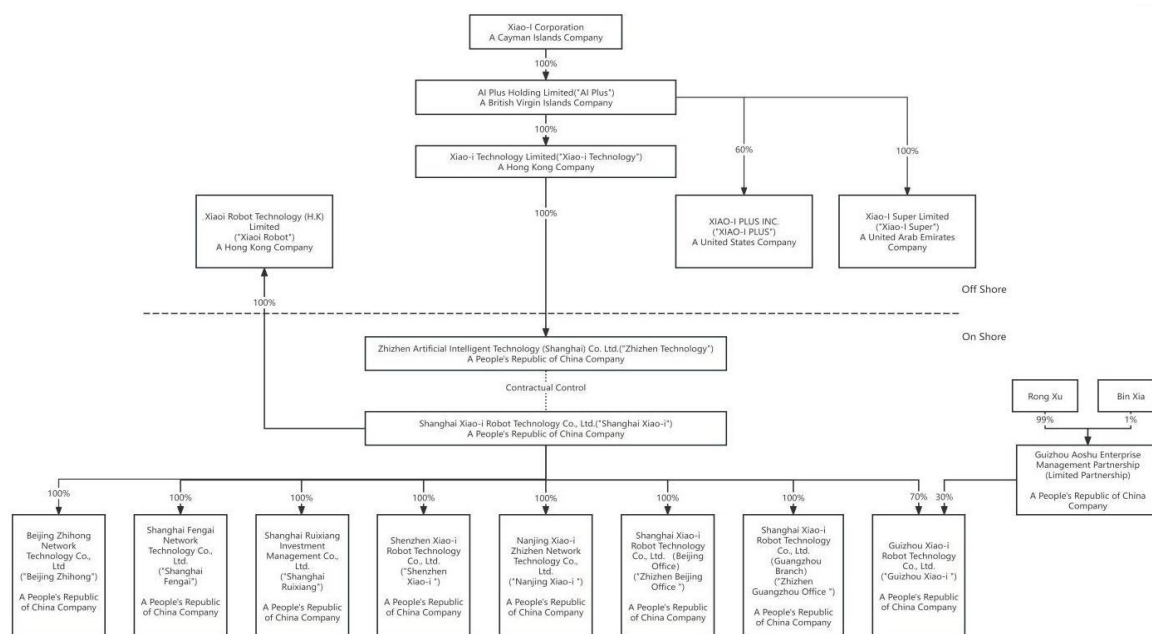 Xiao-I Corporation
A Cayman Islands Company
100%
AI Plus Holding Limited("AI Plus")
A British Virgin Islands Company
100%
60%
100%
Xiao-i Technology Limited("Xiao-i Technology")
A Hong Kong Company
100%
Xiaoi Robot Technology (H.K)
Limited
("Xiaoi Robot")
A Hong Kong Company
XIAO-I PLUS INC.
("XIAO-I PLUS")
A United States Company
Xiao-I Super Limited
("Xiao-I Super")
A United Arab Emirates
Company
100%
Off Shore
On Shore
Zhizhen Artificial Intelligent Technology (Shanghai) Co. Ltd.("Zhizhen Technology")
A People's Republic of China Company
Contractual Control
Shanghai Xiao-i Robot Technology Co., Ltd.("Shanghai Xiao-i")
A People's Republic of China Company
Rong Xu
Bin Xia
99%
1%
Guizhou Aoshu Enterprise
Management Partnership
(Limited Partnership)
A People's Republic of China
Company
100%
100%
100%
100%
100%
100%
100%
70%
30%
Beijing Zhihong
Network
Technology Co.,
Ltd
("Beijing Zhihong")
A People's Republic
of China Company
Shanghai Fengai
Network
Technology Co.,
Ltd.
("Shanghai
Fengai")
A People's Republic
of China Company
Shanghai Ruixiang
Investment
Management Co.,
Ltd.
("Shanghai
Ruixiang")
A People's Republic
of China Company
Shenzhen Xiao-i
Robot Technology
Co., Ltd.
("Shenzhen
Xiao-i ")
A People's Republic
of China Company
Nanjing Xiao-i
Zhizhen Network
Technology Co.,
Ltd.
("Nanjing Xiao-i ")
A People's Republic
of China Company
Shanghai Xiao-i
Robot Technology
Co., Ltd. (Beijing
Office)
("Zhizhen Beijing
Office ")
A People's Republic
of China Company
Shanghai Xiao-i
Robot Technology
Co., Ltd.
(Guangzhou
Branch)
("Zhizhen
Guangzhou Office ")
A People's Republic
of China Company
Guizhou Xiao-i
Robot Technology
Co., Ltd.
("Guizhou Xiao-i ")
A People's Republic
of China Company